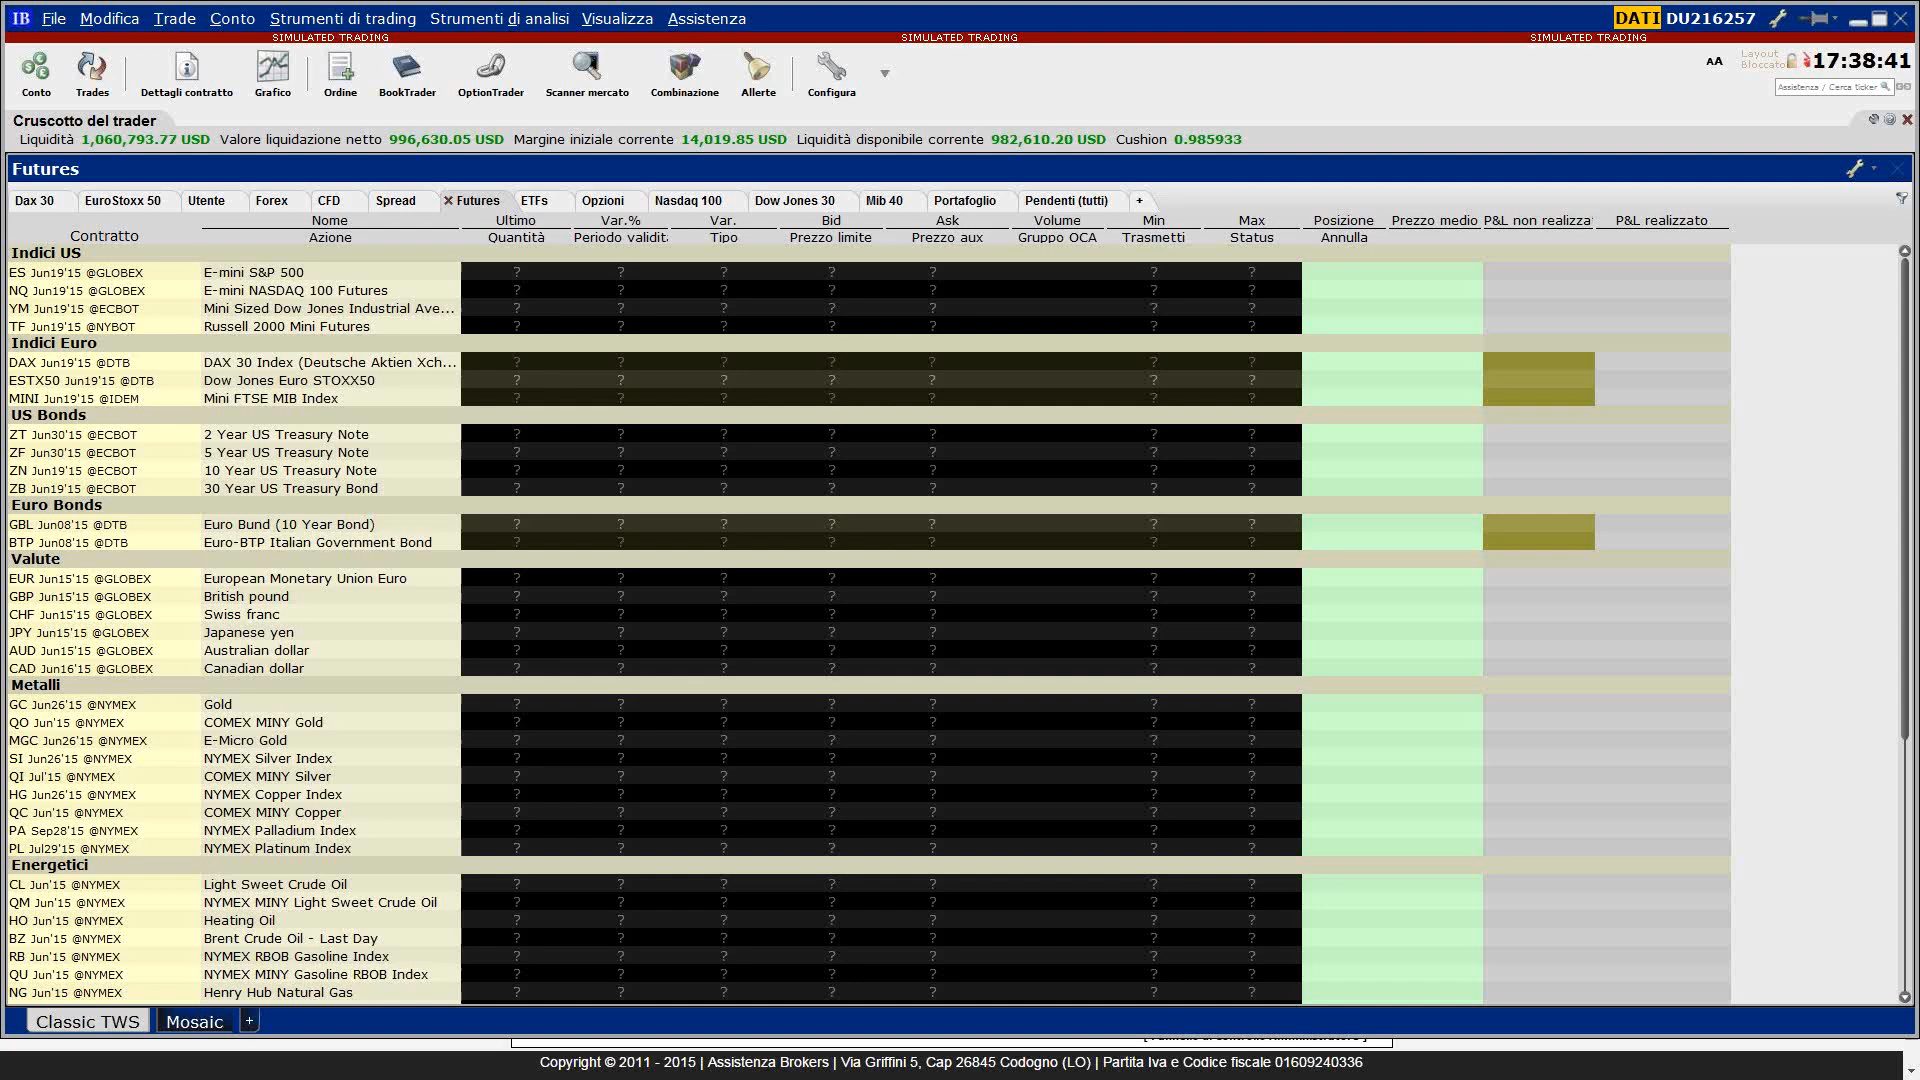 IB File Modifica Trade Conto Strumenti di trading Strumenti di analisi Visualizza Assistenza DATI DU216257
SIMULATED TRADING SIMULATED TRADING SIMULATED TRADING
Conto Trades Dettagli contratto Grafico Ordine BookTrader OptionTrader Scanner mercato Combinazione Allerte Configura
AA Layout Bloccato 17:38:41
Assistenza / Cerca ticker
Cruscotto del trader
Liquidità 1,060,793.77 USD Valore liquidazione netto 996,630.05 USD Margine iniziale corrente 14,019.85 USD Liquidità disponibile corrente 982,610.20 USD Cushion 0.985933
Futures
Dax 30 EuroStoxx 50 Utente Forex CFD Spread X Futures ETFs Opzioni Nasdaq 100 Dow Jones 30 Mib 40 Portafoglio Pendenti (tutti) +
Nome Ultimo Var.% Var. Bid Ask Volume Min Max Posizione Prezzo medio P&L non realizza P&L realizzato
Contratto Azione Quantità Periodo validit Tipo Prezzo limite Prezzo aux Gruppo OCA Trasmetti Status Annulla
Indici US
ES Jun19'15 @GLOBEX E-mini S&P 500 ? ? ? ? ? ? ?
NQ Jun19'15 @GLOBEX E-mini NASDAQ 100 Futures ? ? ? ? ? ? ?
YM Jun19'15 @ECBOT Mini Sized Dow Jones Industrial Ave... ? ? ? ? ? ? ?
TF Jun19'15 @NYBOT Russell 2000 Mini Futures ? ? ? ? ? ? ?
Indici Euro
DAX Jun19'15 @DTB DAX 30 Index (Deutsche Aktien Xch... ? ? ? ? ? ? ?
ESTX50 Jun19'15 @DTB Dow Jones Euro STOXX50 ? ? ? ? ? ? ?
MINI Jun19'15 @IDEM Mini FTSE MIB Index ? ? ? ? ? ? ?
US Bonds
ZT Jun30'15 @ECBOT 2 Year US Treasury Note ? ? ? ? ? ? ?
ZF Jun30'15 @ECBOT 5 Year US Treasury Note ? ? ? ? ? ? ?
ZN Jun19'15 @ECBOT 10 Year US Treasury Note ? ? ? ? ? ? ?
ZB Jun19'15 @ECBOT 30 Year US Treasury Bond ? ? ? ? ? ? ?
Euro Bonds
GBL Jun08'15 @DTB Euro Bund (10 Year Bond) ? ? ? ? ? ? ?
BTP Jun08'15 @DTB Euro-BTP Italian Government Bond ? ? ? ? ? ? ?
Valute
EUR Jun15'15 @GLOBEX European Monetary Union Euro ? ? ? ? ? ? ?
GBP Jun15'15 @GLOBEX British pound ? ? ? ? ? ? ?
CHF Jun15'15 @GLOBEX Swiss franc ? ? ? ? ? ? ?
JPY Jun15'15 @GLOBEX Japanese yen ? ? ? ? ? ? ?
AUD Jun15'15 @GLOBEX Australian dollar ? ? ? ? ? ? ?
CAD Jun16'15 @GLOBEX Canadian dollar ? ? ? ? ? ? ?
Metalli
GC Jun26'15 @NYMEX Gold ? ? ? ? ? ? ?
QO Jun'15 @NYMEX COMEX MINY Gold ? ? ? ? ? ? ?
MGC Jun26'15 @NYMEX E-Micro Gold ? ? ? ? ? ? ?
SI Jun26'15 @NYMEX NYMEX Silver Index ? ? ? ? ? ? ?
QI Jul'15 @NYMEX COMEX MINY Silver ? ? ? ? ? ? ?
HG Jun26'15 @NYMEX NYMEX Copper Index ? ? ? ? ? ? ?
QC Jun'15 @NYMEX COMEX MINY Copper ? ? ? ? ? ? ?
PA Sep28'15 @NYMEX NYMEX Palladium Index ? ? ? ? ? ? ?
PL Jul29'15 @NYMEX NYMEX Platinum Index ? ? ? ? ? ? ?
Energetici
CL Jun'15 @NYMEX Light Sweet Crude Oil ? ? ? ? ? ? ?
QM Jun'15 @NYMEX NYMEX MINY Light Sweet Crude Oil ? ? ? ? ? ? ?
HO Jun'15 @NYMEX Heating Oil ? ? ? ? ? ? ?
BZ Jun'15 @NYMEX Brent Crude Oil - Last Day ? ? ? ? ? ? ?
RB Jun'15 @NYMEX NYMEX RBOB Gasoline Index ? ? ? ? ? ? ?
QU Jun'15 @NYMEX NYMEX MINY Gasoline RBOB Index ? ? ? ? ? ? ?
NG Jun'15 @NYMEX Henry Hub Natural Gas ? ? ? ? ? ? ?
Classic TWS Mosaic +
Copyright © 2011 - 2015 | Assistenza Brokers | Via Griffini 5, Cap 26845 Codogno (LO) | Partita Iva e Codice fiscale 01609240336